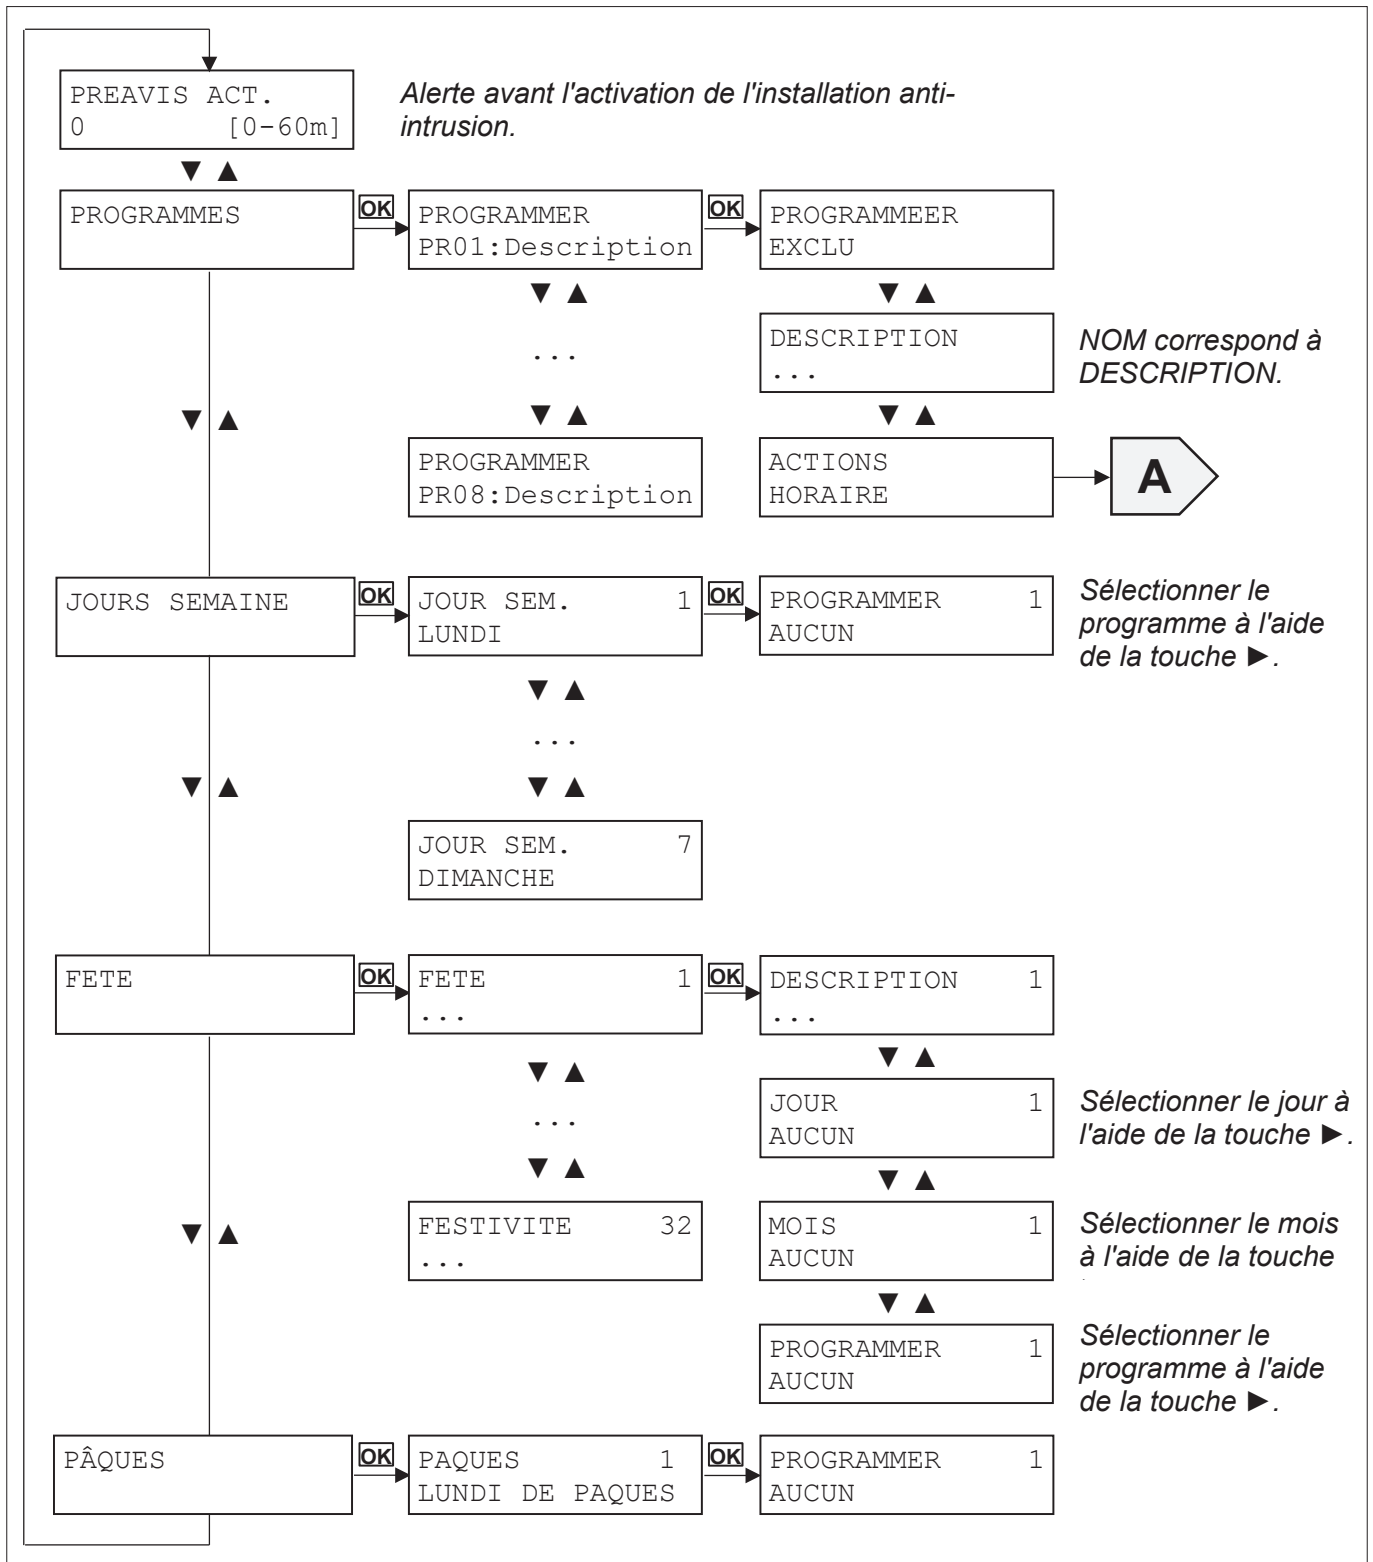 PREAVIS ACT.
0 [0-60m]
Alerte avant l'activation de l'installation anti-
intrusion.
▼ ▲
PROGRAMMES
OK
PROGRAMMER
PR01:Description
OK
PROGRAMMEER
EXCLU
▼ ▲
▼ ▲
...
DESCRIPTION
...
NOM correspond à
DESCRIPTION.
▼ ▲
▼ ▲
▼ ▲
PROGRAMMER
PR08:Description
ACTIONS
HORAIRE
A
JOURS SEMAINE
OK
JOUR SEM. 1
LUNDI
OK
PROGRAMMER 1
AUCUN
Sélectionner le
programme à l'aide
de la touche ►.
▼ ▲
...
▼ ▲
▼ ▲
JOUR SEM. 7
DIMANCHE
FETE
OK
FETE 1
...
OK
DESCRIPTION 1
...
▼ ▲
▼ ▲
...
JOUR 1
AUCUN
Sélectionner le jour à
l'aide de la touche ►.
▼ ▲
▼ ▲
▼ ▲
FESTIVITE 32
...
MOIS 1
AUCUN
Sélectionner le mois
à l'aide de la touche
▼ ▲
PROGRAMMER 1
AUCUN
Sélectionner le
programme à l'aide
de la touche ►.
PÂQUES
OK
PAQUES 1
LUNDI DE PAQUES
OK
PROGRAMMER 1
AUCUN